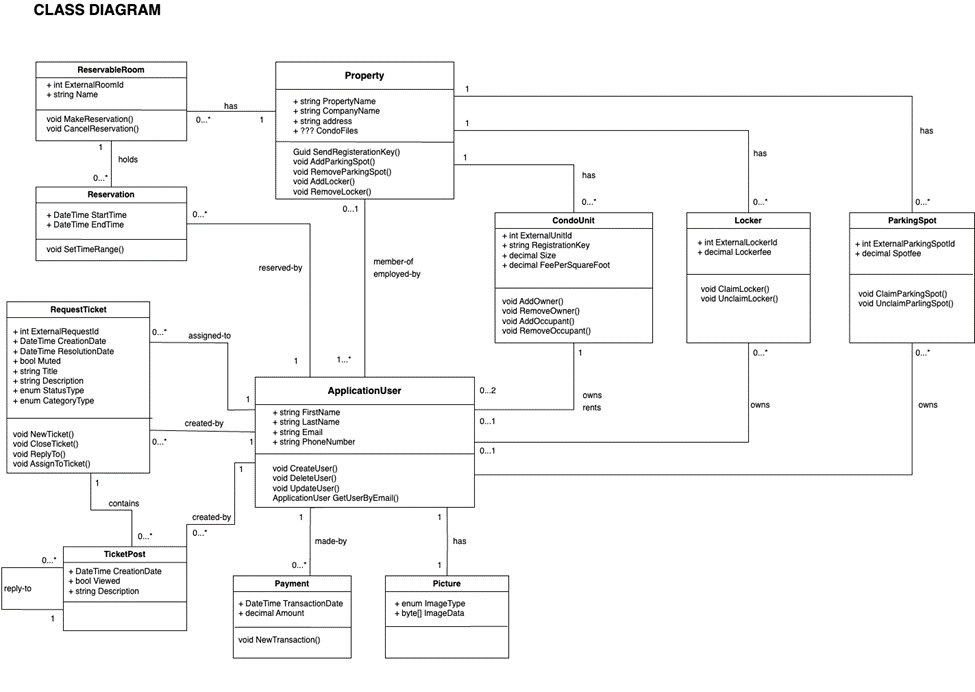 CLASS DIAGRAM
ReservableRoom
+ int ExternalRoomId
+ string Name
void MakeReservation()
void CancelReservation()
has
0...*
1
Property
+ string PropertyName
+ string CompanyName
+ string address
+ ??? CondoFiles
Guid SendRegisterationKey()
void AddParkingSpot()
void RemoveParkingSpot()
void AddLocker()
void RemoveLocker()
1
has
1
has
1
has
1
holds
0...*
Reservation
+ DateTime StartTime
+ DateTime EndTime
void SetTimeRange()
0...*
reserved-by
1
0...1
member-of
employed-by
1...*
0...*
CondoUnit
+ int ExternalUnitId
+ string RegistrationKey
+ decimal Size
+ decimal FeePerSquareFoot
void AddOwner()
void RemoveOwner()
void AddOccupant()
void RemoveOccupant()
0...*
Locker
+ int ExternalLockerId
+ decimal Lockerfee
void ClaimLocker()
void UnclaimLocker()
0...*
ParkingSpot
+ int ExternalParkingSpotId
+ decimal Spotfee
void ClaimParkingSpot()
void UnclaimParlingSpot()
RequestTicket
+ int ExternalRequestId
+ DateTime CreationDate
+ DateTime ResolutionDate
+ bool Muted
+ string Title
+ string Description
+ enum StatusType
+ enum CategoryType
void NewTicket()
void CloseTicket()
void ReplyTo()
void AssignToTicket()
0...*
assigned-to
1
created-by
0...*
1
ApplicationUser
+ string FirstName
+ string LastName
+ string Email
+ string PhoneNumber
void CreateUser()
void DeleteUser()
void UpdateUser()
ApplicationUser GetUserByEmail()
0...2
0...1
0...1
1
owns
rents
0...*
owns
0...*
owns
1
contains
0...*
1
created-by
0...*
TicketPost
+ DateTime CreationDate
+ bool Viewed
+ string Description
0...*
reply-to
1
1
made-by
0...*
Payment
+ DateTime TransactionDate
+ decimal Amount
void NewTransaction()
1
has
1
Picture
+ enum ImageType
+ byte[] ImageData